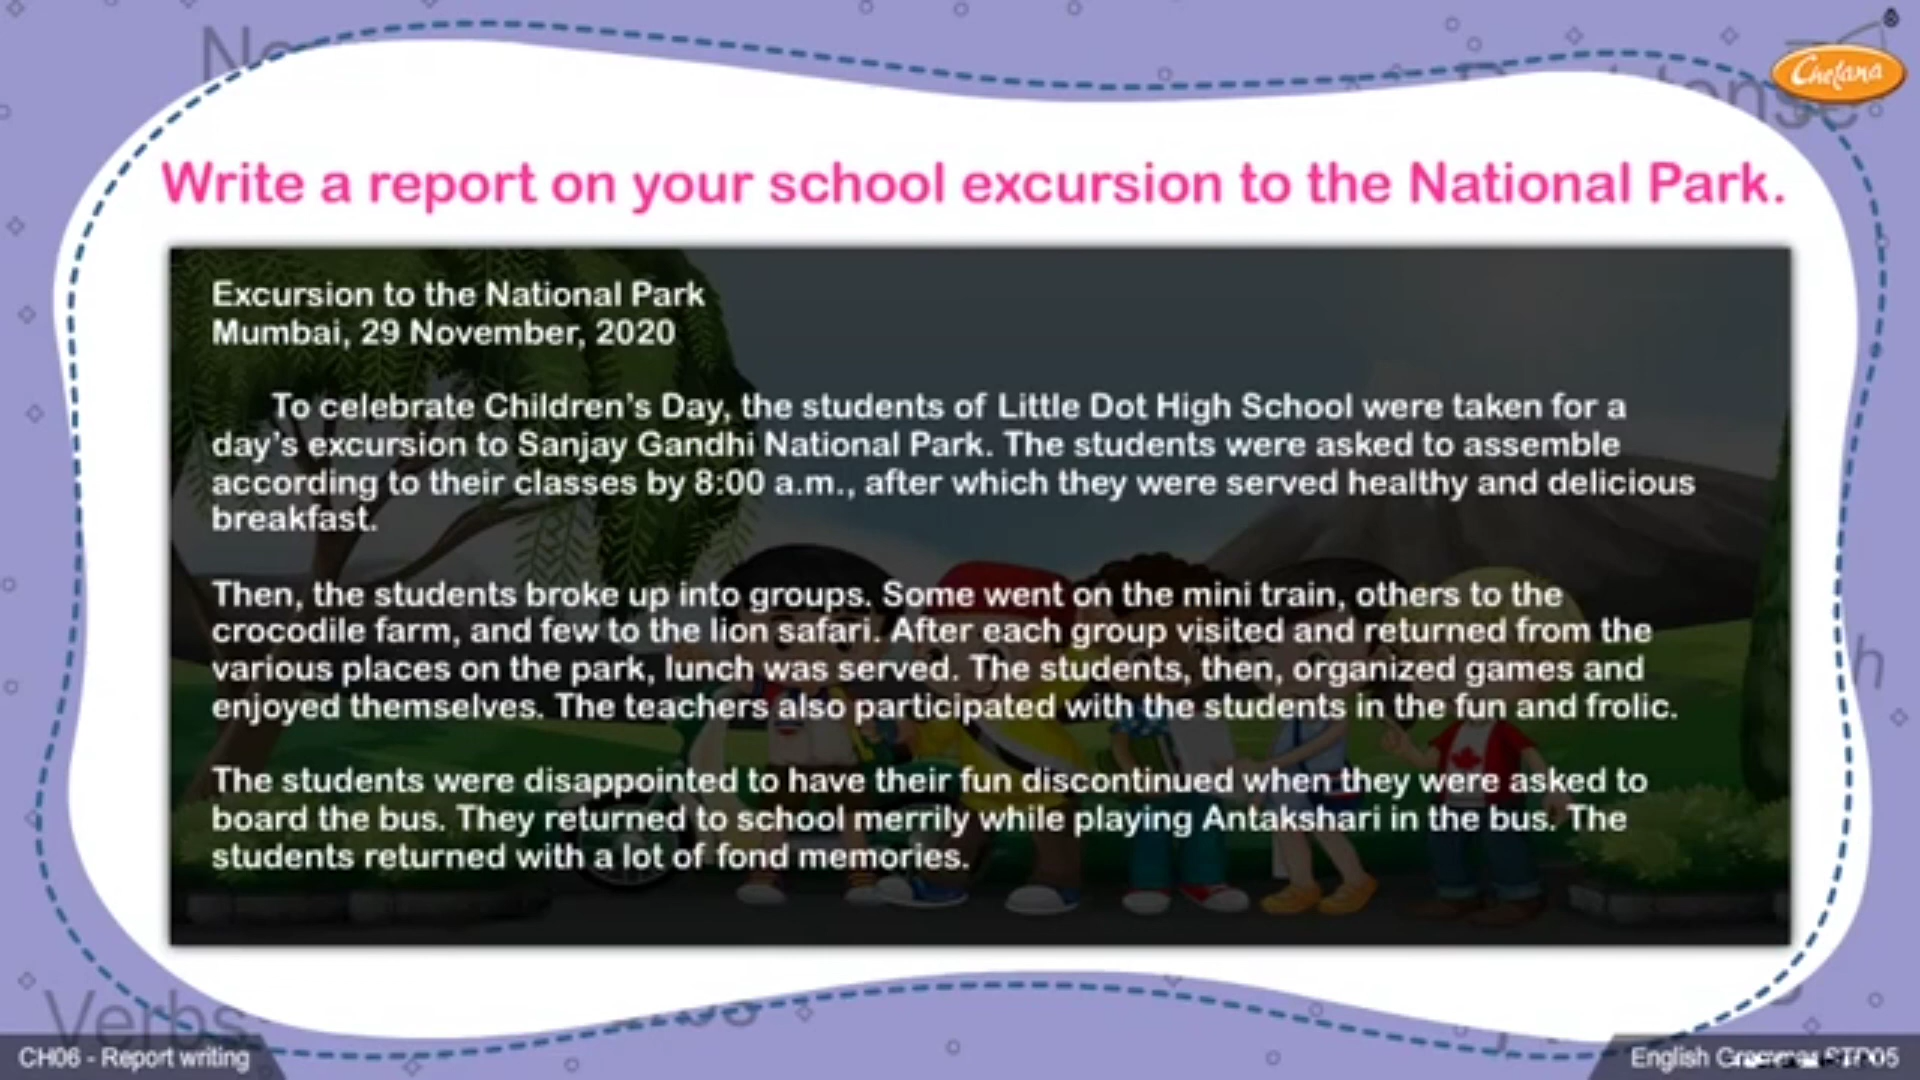 Chetana
Write a report on your school excursion to the National Park.
Excursion to the National Park
Mumbai, 29 November, 2020
To celebrate Children's Day, the students of Little Dot High School were taken for a
day's excursion to Sanjay Gandhi National Park. The students were asked to assemble
according to their classes by 8:00 a.m., after which they were served healthy and delicious
breakfast.
Then, the students broke up into groups. Some went on the mini train, others to the
crocodile farm, and few to the lion safari. After each group visited and returned from the
various places on the park, lunch was served. The students, then, organized games and
enjoyed themselves. The teachers also participated with the students in the fun and frolic.
The students were disappointed to have their fun discontinued when they were asked to
board the bus. They returned to school merrily while playing Antakshari in the bus. The
students returned with a lot of fond memories.
Verbs
CH06 - Report writing
English Grammar STD05